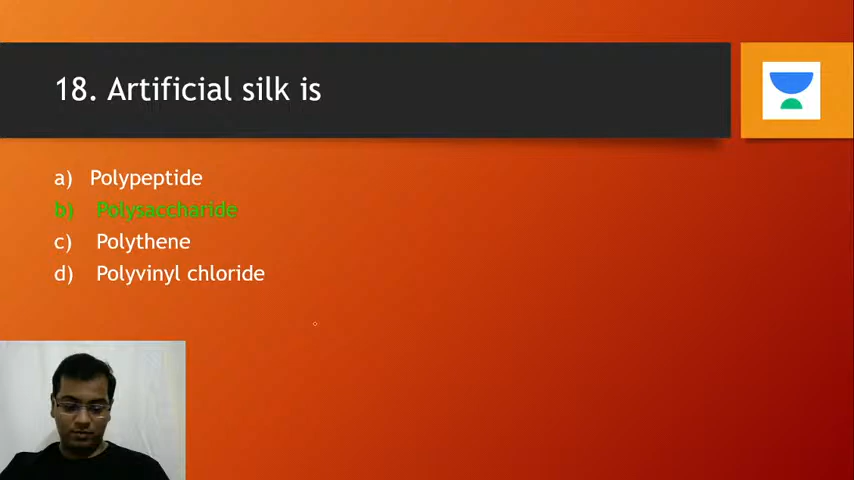 18. Artificial silk is
a) Polypeptide
b) Polysaccharide
c) Polythene
d) Polyvinyl chloride